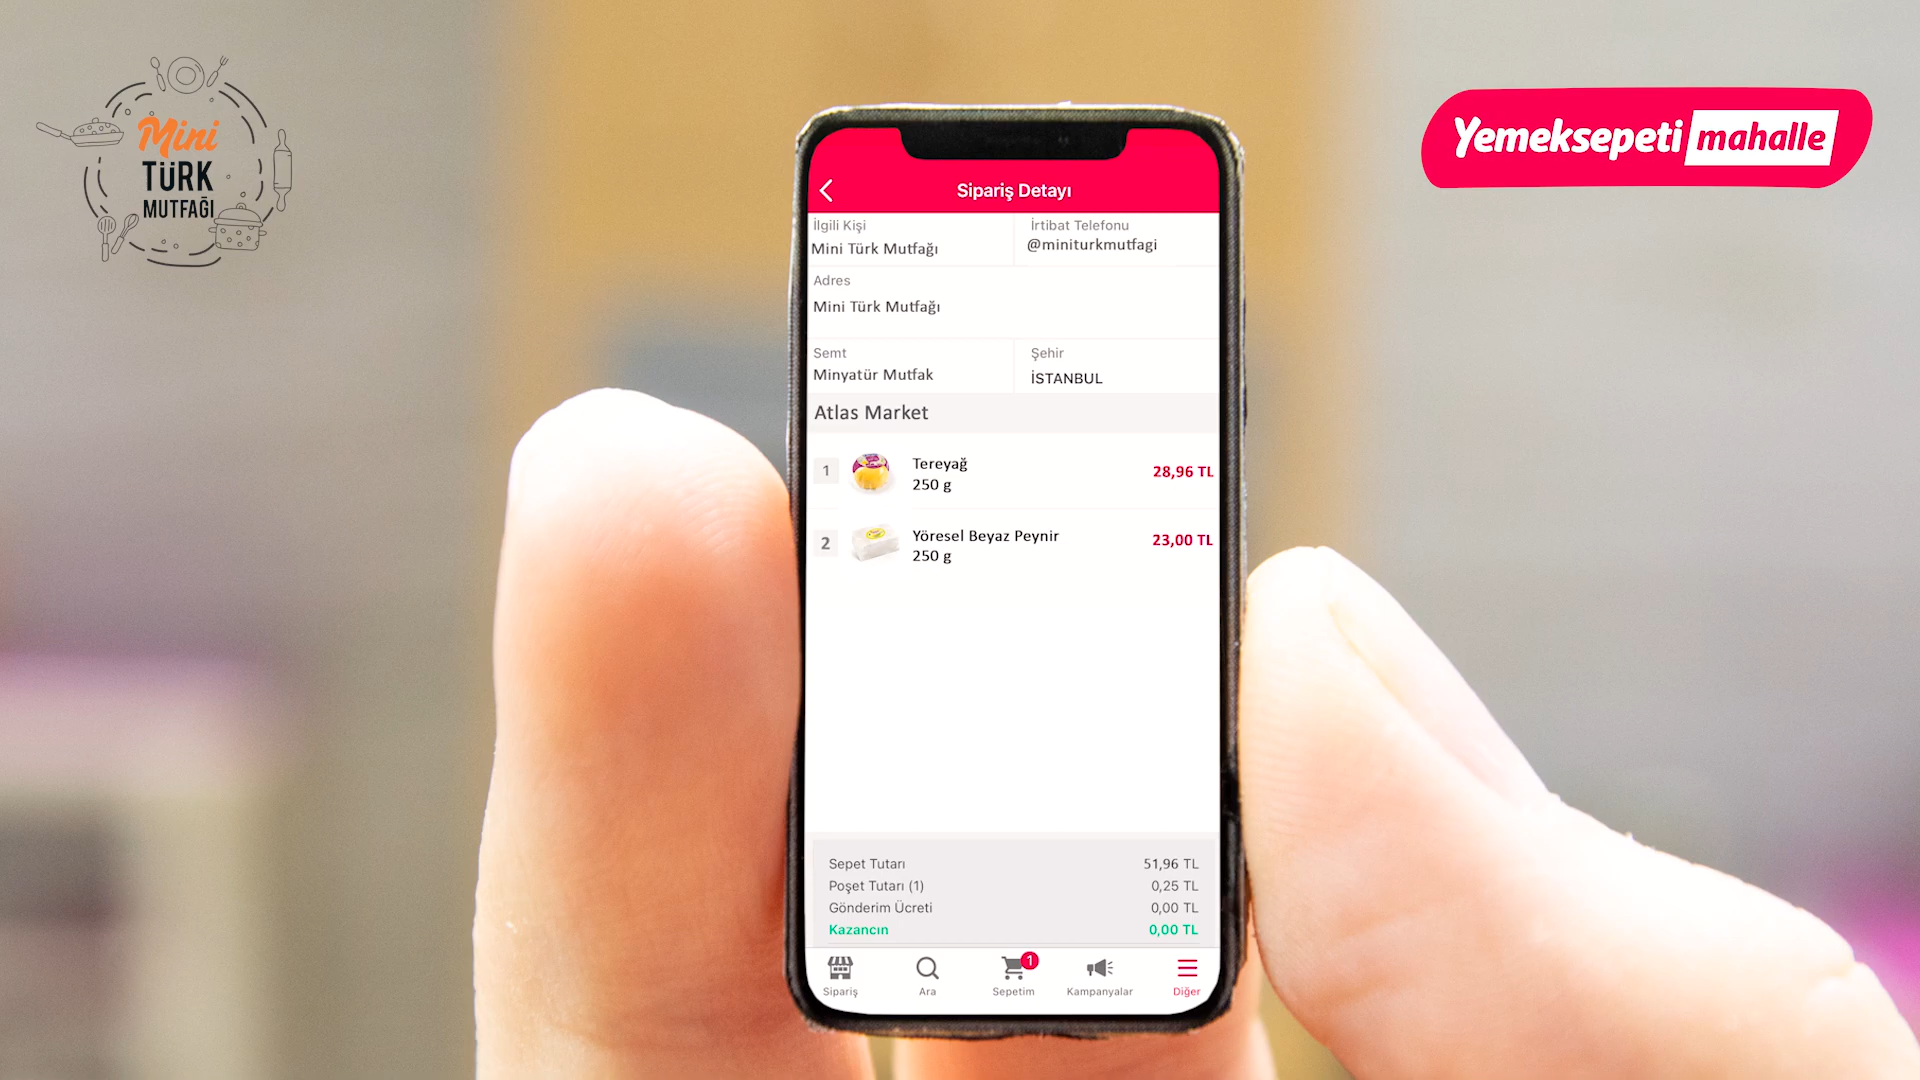 Mini
TÜRK
MUTFAĞI
Yemeksepeti mahalle
Sipariş Detayı
İlgili Kişi
İrtibat Telefonu
Mini Türk Mutfağı
@miniturkmutfagi
Adres
Mini Türk Mutfağı
Semt
Şehir
Minyatür Mutfak
İSTANBUL
Atlas Market
1
Tereyağ
250 g
28,96 TL
2
Yöresel Beyaz Peynir
250 g
23,00 TL
Sepet Tutarı 51,96 TL
Poşet Tutarı (1) 0,25 TL
Gönderim Ücreti 0,00 TL
Kazancın 0,00 TL
1
Sipariş Ara Sepetim Kampanyalar Diğer